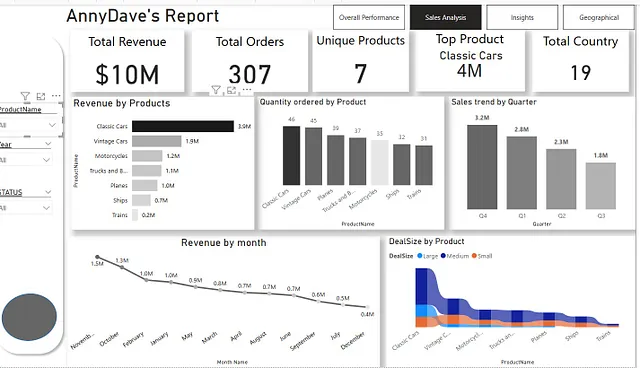 AnnyDave's Report
Overall Performance
Sales Analysis
Insights
Geographical
Total Revenue
$10M
Total Orders
307
Unique Products
7
Top Product
Classic Cars
4M
Total Country
19
ProductName
All
Year
All
STATUS
All
Revenue by Products
ProductName
Classic Cars 3.9M
Vintage Cars 1.9M
Motorcycles 1.2M
Trucks and B... 1.1M
Planes 1.0M
Ships 0.7M
Trains 0.2M
Quantity ordered by Product
46 45 39 37 35 32 31
Classic Cars
Vintage Cars
Planes
Trucks and B...
Motorcycles
Ships
Trains
ProductName
Sales trend by Quarter
3.2M
2.8M
2.3M
1.8M
Q4 Q1 Q2 Q3
Quarter
Revenue by month
1.5M 1.3M 1.0M 1.0M 0.9M 0.8M 0.7M 0.7M 0.7M 0.6M 0.5M 0.4M
Novemb...
October
February
January
May
March
April
August
June
September
July
December
Month Name
DealSize by Product
DealSize Large Medium Small
Classic Cars
Vintage C...
Motorcycl...
Trucks an...
Planes
Ships
Trains
ProductName